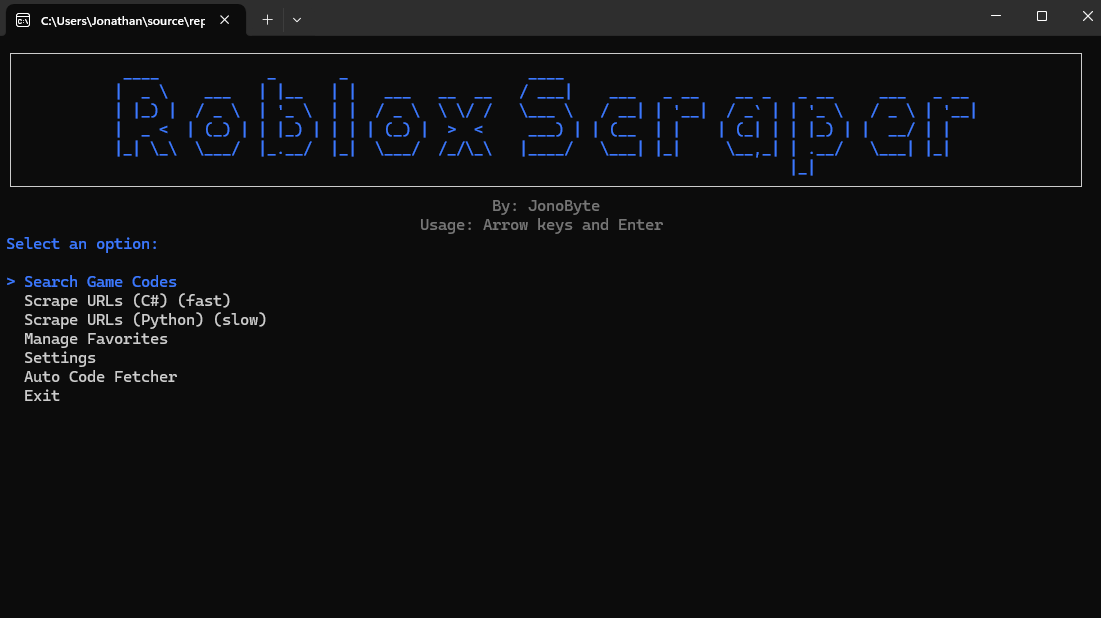 C:\Users\Jonathan\source\rep
Roblox Scraper
By: JonoByte
Usage: Arrow keys and Enter
Select an option:
> Search Game Codes
Scrape URLs (C#) (fast)
Scrape URLs (Python) (slow)
Manage Favorites
Settings
Auto Code Fetcher
Exit